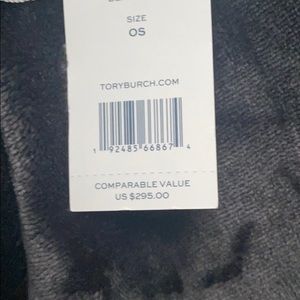 SIZE
OS
TORYBURCH.COM
1 92485 66867 4
COMPARABLE VALUE
US $295.00